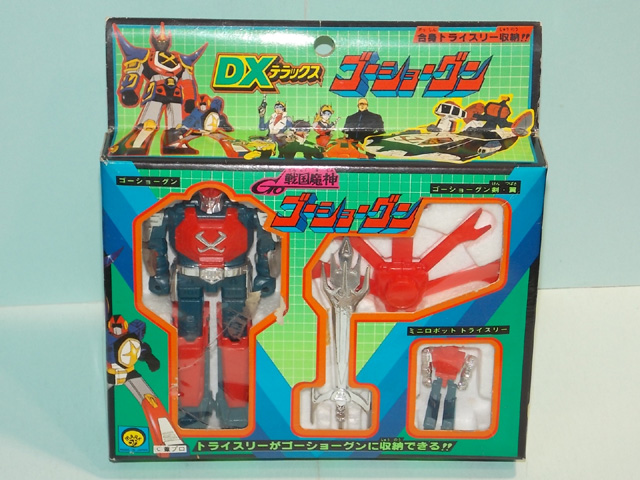 合身トライスリー収納!!
DXデラックス
ゴーショーグン
ゴーショーグン
Go戦国魔神
ゴーショーグン
ゴーショーグン剣・翼
ミニロボット トライスリー
トライスリーがゴーショーグンに収納できる!!